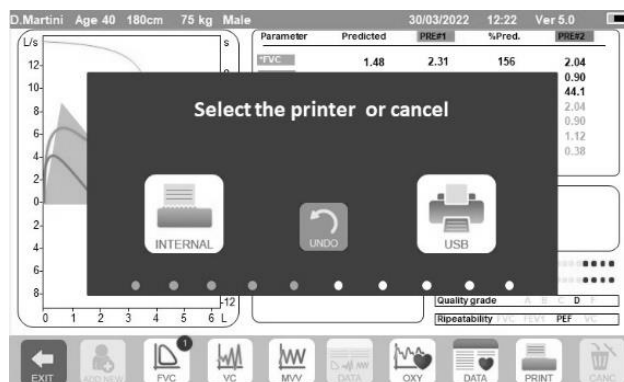 D.Martini Age 40 180cm 75 kg Male 30/03/2022 12:22 Ver 5.0
L/s s Parameter Predicted PRE#1 %Pred. PRE#2
*FVC 1.48 2.31 156 2.04
12
0.90
10
44.1
8
2.04
Select the printer or cancel
0.90
6
1.12
4
0.38
2
0
INTERNAL UNDO USB
2
4
6
8
-12
Quality grade A B C D F
0 1 2 3 4 5 6 L
Repeatability FVC FEV1 PEF VC
1
EXIT ADD NEW FVC VC MVV DATA OXY DATA PRINT CANC